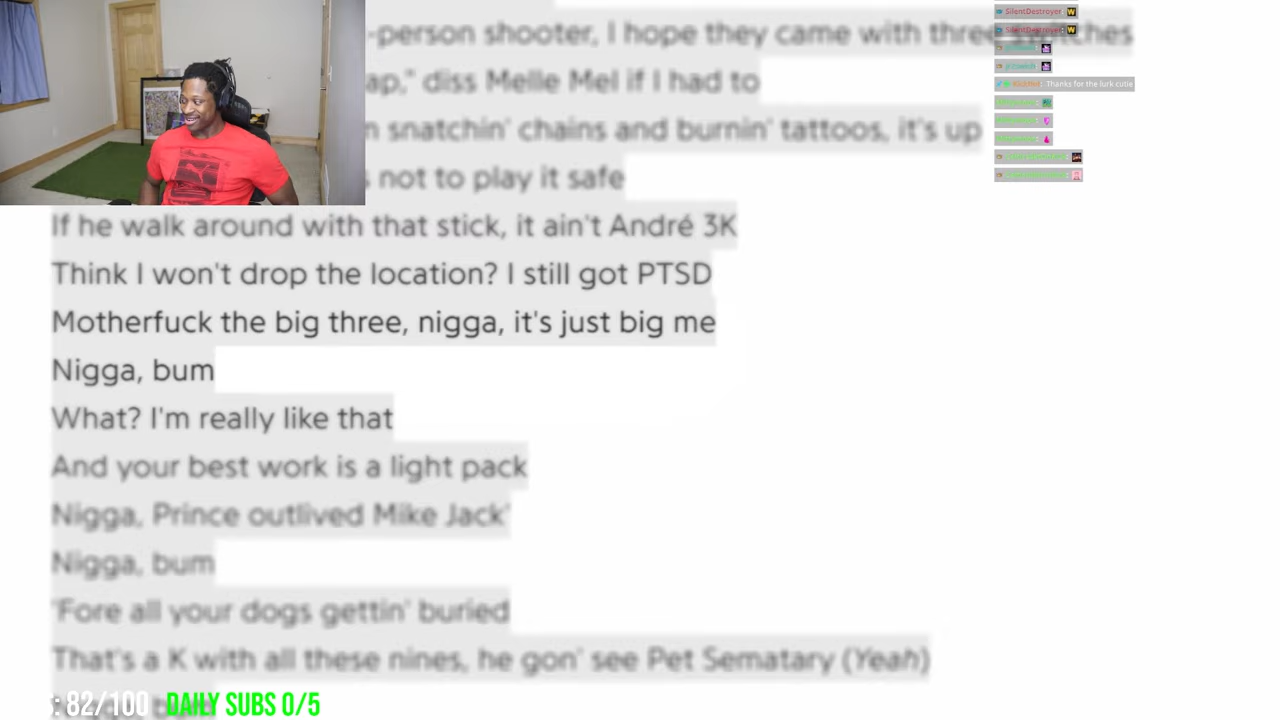 SilentDestroyer
-person shooter, I hope they came with three switches
SilentDestroyer
ap," diss Melle Mel if I had to
Thanks for the lurk cutie
n snatchin' chains and burnin' tattoos, it's up
s not to play it safe
If he walk around with that stick, it ain't André 3K
Think I won't drop the location? I still got PTSD
Motherfuck the big three, nigga, it's just big me
Nigga, bum
What? I'm really like that
And your best work is a light pack
Nigga, Prince outlived Mike Jack'
Nigga, bum
'Fore all your dogs gettin' buried
That's a K with all these nines, he gon' see Pet Sematary (Yeah)
: 82/100 DAILY SUBS 0/5